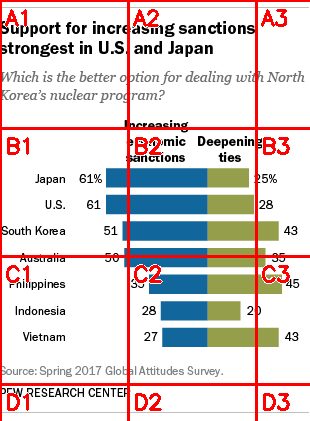 A1 A2 A3
Support for increasing sanctions
strongest in U.S. and Japan
Which is the better option for dealing with North
Korea's nuclear program?
B1 B2 B3
Increasing economic sanctions
Deepening ties
Japan 61% 25%
U.S. 61 28
South Korea 51 43
Australia 50 35
C1 C2 C3
Philippines 35 45
Indonesia 28 20
Vietnam 27 43
Source: Spring 2017 Global Attitudes Survey.
PEW RESEARCH CENTER
D1 D2 D3